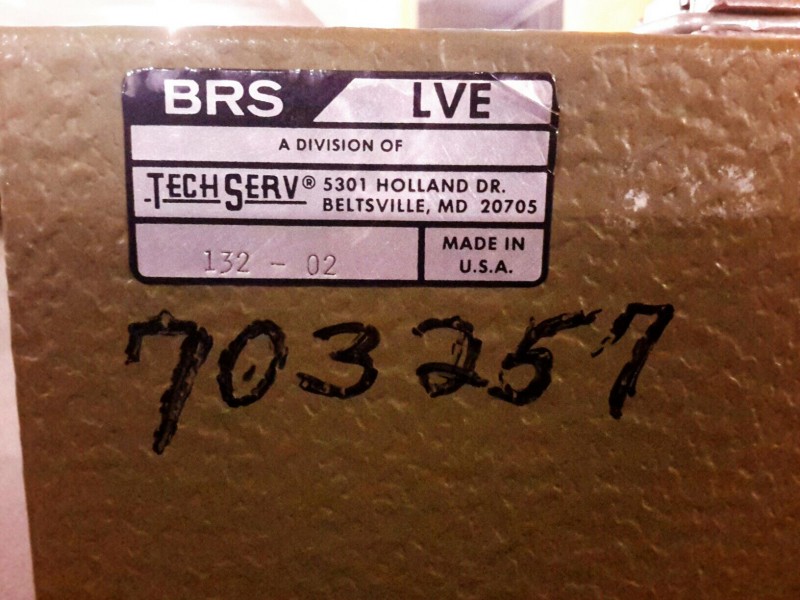 BRS LVE
A DIVISION OF
TECHSERV® 5301 HOLLAND DR.
BELTSVILLE, MD 20705
132 - 02
MADE IN
U.S.A.
703257